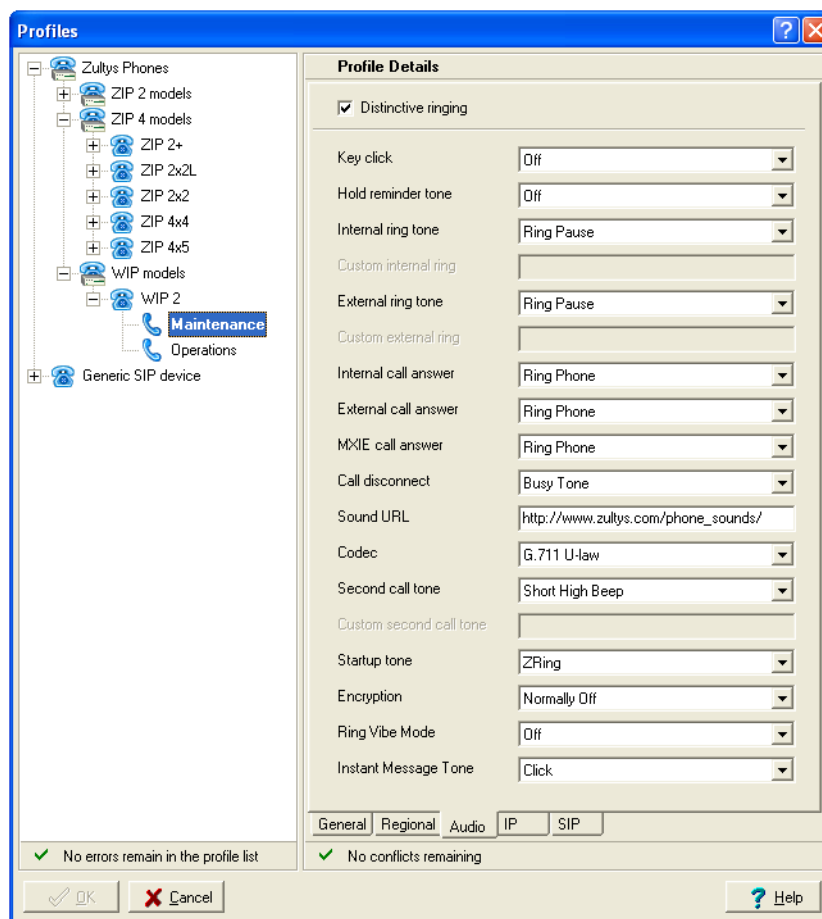 Profiles
Zultys Phones
ZIP 2 models
ZIP 4 models
ZIP 2+
ZIP 2x2L
ZIP 2x2
ZIP 4x4
ZIP 4x5
WIP models
WIP 2
Maintenance
Operations
Generic SIP device
No errors remain in the profile list
Profile Details
Distinctive ringing
Key click Off
Hold reminder tone Off
Internal ring tone Ring Pause
Custom internal ring
External ring tone Ring Pause
Custom external ring
Internal call answer Ring Phone
External call answer Ring Phone
MXIE call answer Ring Phone
Call disconnect Busy Tone
Sound URL http://www.zultys.com/phone_sounds/
Codec G.711 U-law
Second call tone Short High Beep
Custom second call tone
Startup tone ZRing
Encryption Normally Off
Ring Vibe Mode Off
Instant Message Tone Click
General Regional Audio IP SIP
No conflicts remaining
OK Cancel Help